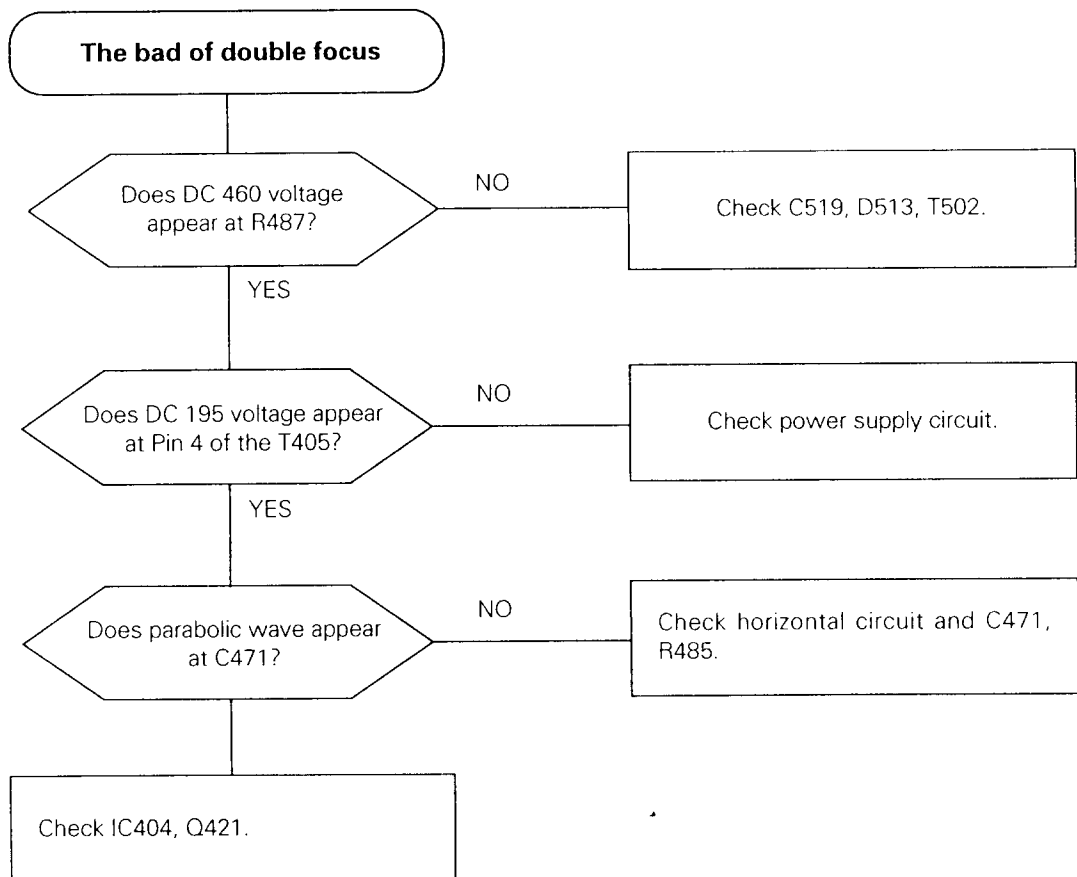 The bad of double focus
Does DC 460 voltage
appear at R487?
NO
Check C519, D513, T502.
YES
Does DC 195 voltage appear
at Pin 4 of the T405?
NO
Check power supply circuit.
YES
Does parabolic wave appear
at C471?
NO
Check horizontal circuit and C471,
R485.
Check IC404, Q421.